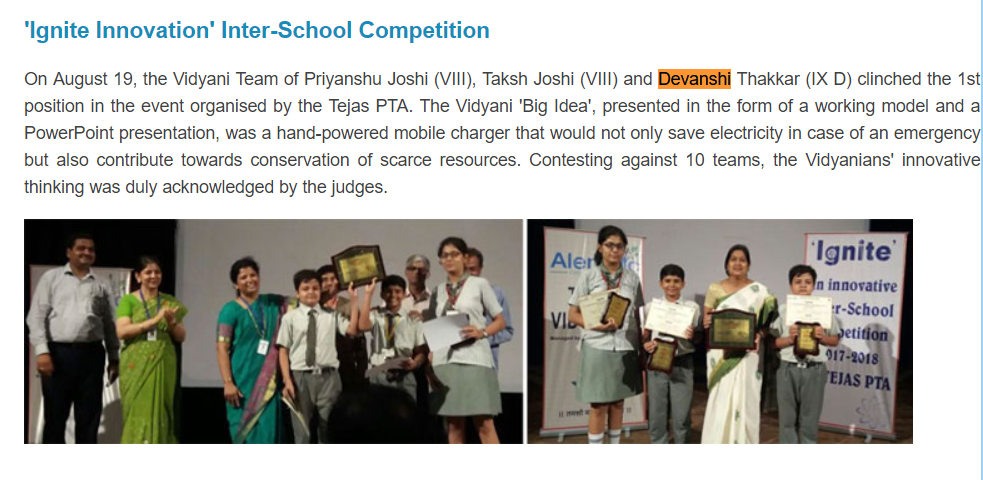 'Ignite Innovation' Inter-School Competition
On August 19, the Vidyani Team of Priyanshu Joshi (VIII), Taksh Joshi (VIII) and Devanshi Thakkar (IX D) clinched the 1st
position in the event organised by the Tejas PTA. The Vidyani 'Big Idea', presented in the form of a working model and a
PowerPoint presentation, was a hand-powered mobile charger that would not only save electricity in case of an emergency
but also contribute towards conservation of scarce resources. Contesting against 10 teams, the Vidyanians' innovative
thinking was duly acknowledged by the judges.
Ale
VI
'Ignite'
n innovative
r-School
petition
017-2018
TEJAS PTA